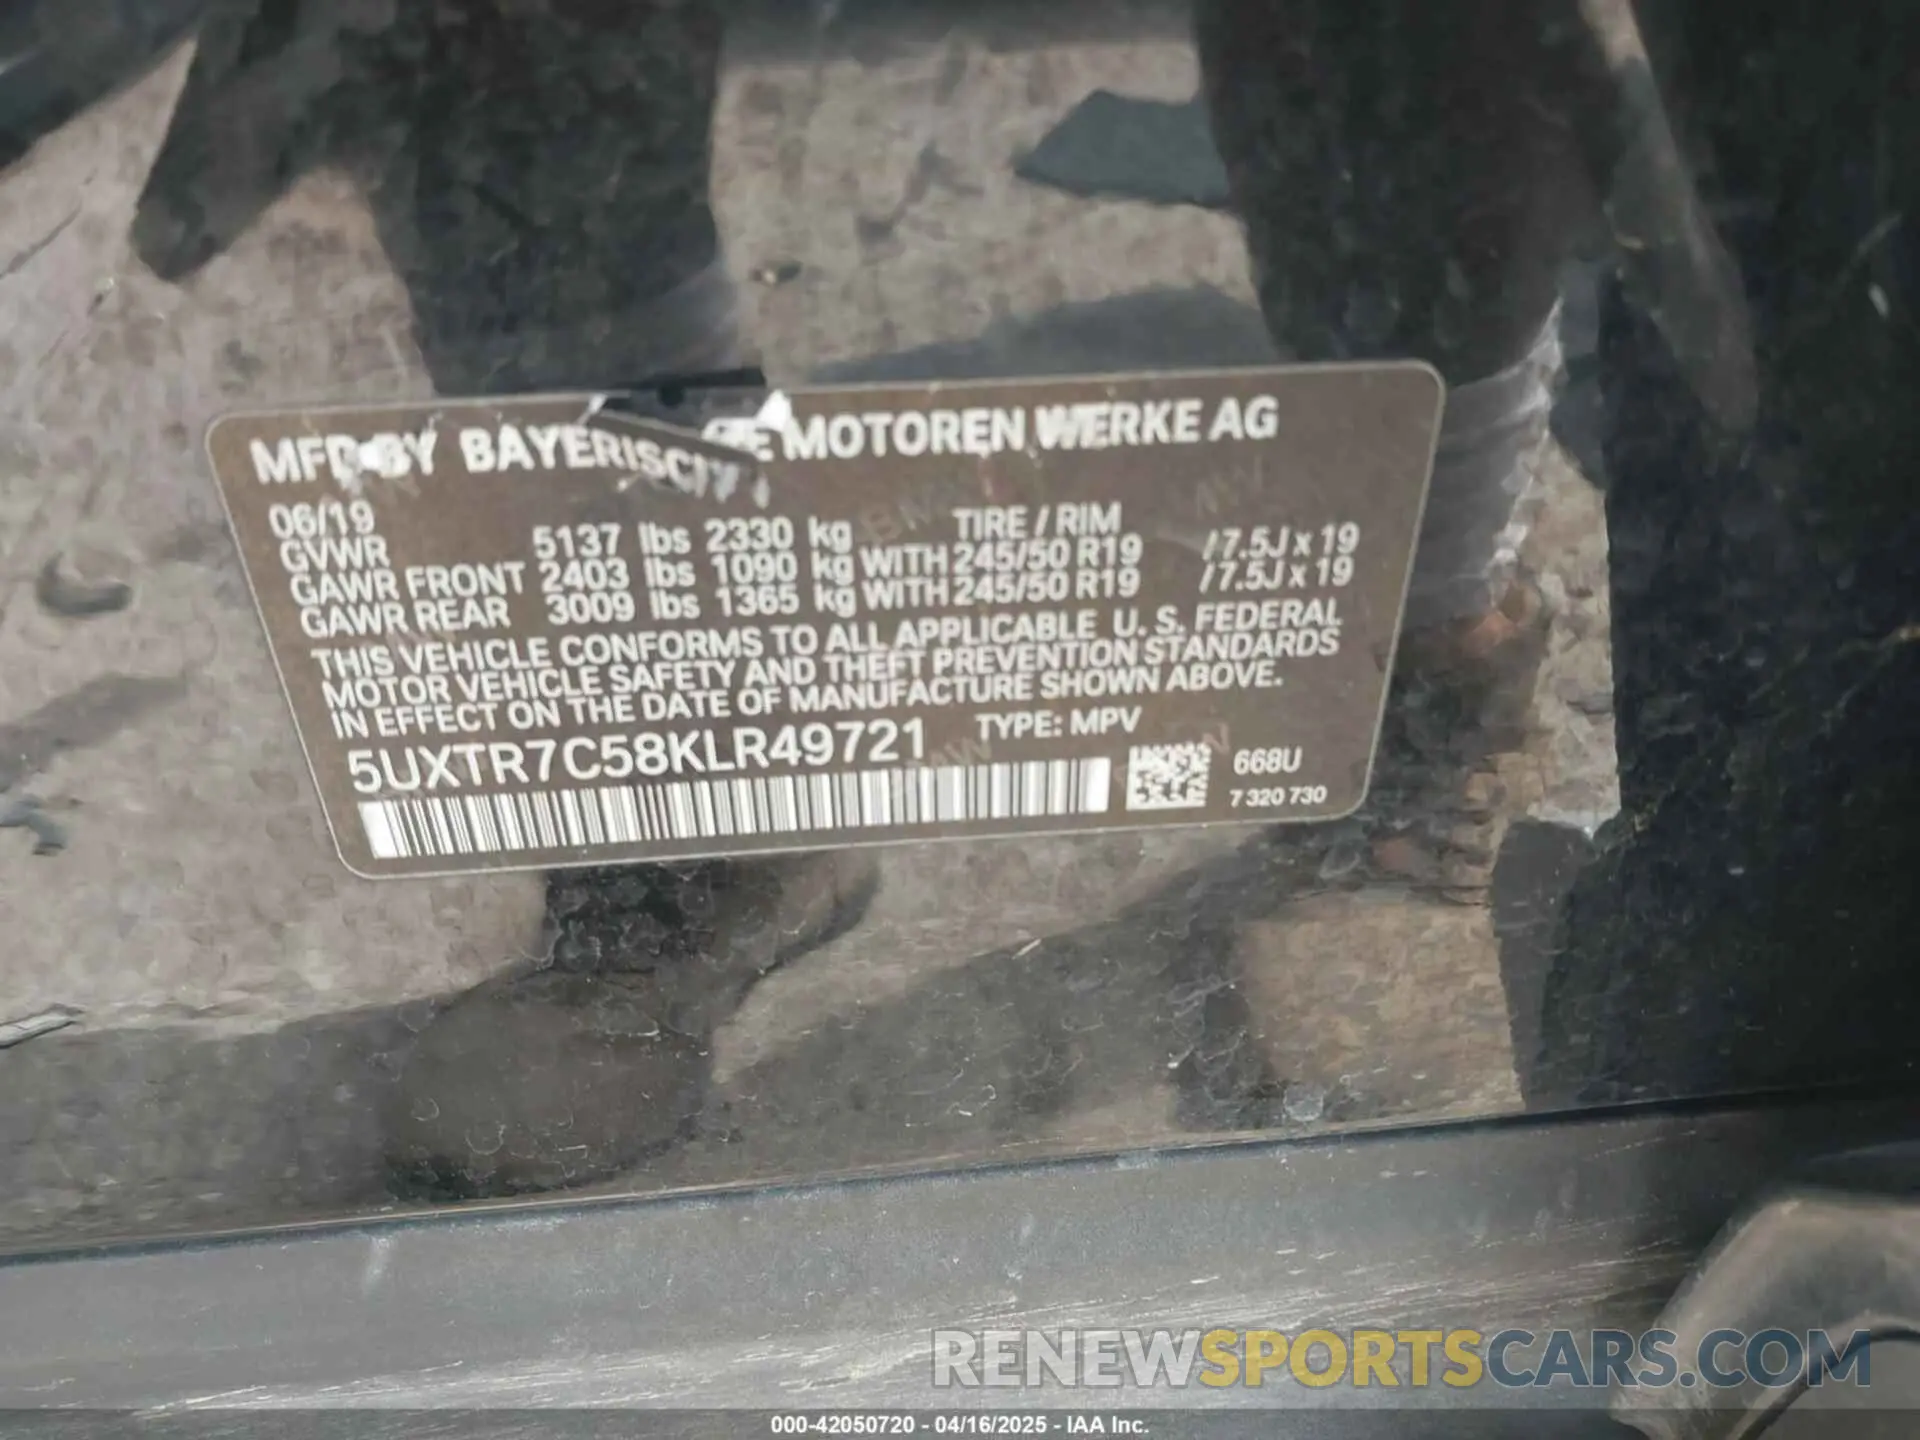 MFD BY BAYERISCHE MOTOREN WERKE AG
06/19 TIRE / RIM
GVWR 5137 lbs 2330 kg
GAWR FRONT 2403 lbs 1090 kg WITH 245/50 R19 / 7.5J x 19
GAWR REAR 3009 lbs 1365 kg WITH 245/50 R19 / 7.5J x 19
THIS VEHICLE CONFORMS TO ALL APPLICABLE U. S. FEDERAL
MOTOR VEHICLE SAFETY AND THEFT PREVENTION STANDARDS
IN EFFECT ON THE DATE OF MANUFACTURE SHOWN ABOVE.
5UXTR7C58KLR49721 TYPE: MPV
668U
7 320 730
RENEWSPORTSCARS.COM
000-42050720 - 04/16/2025 - IAA Inc.